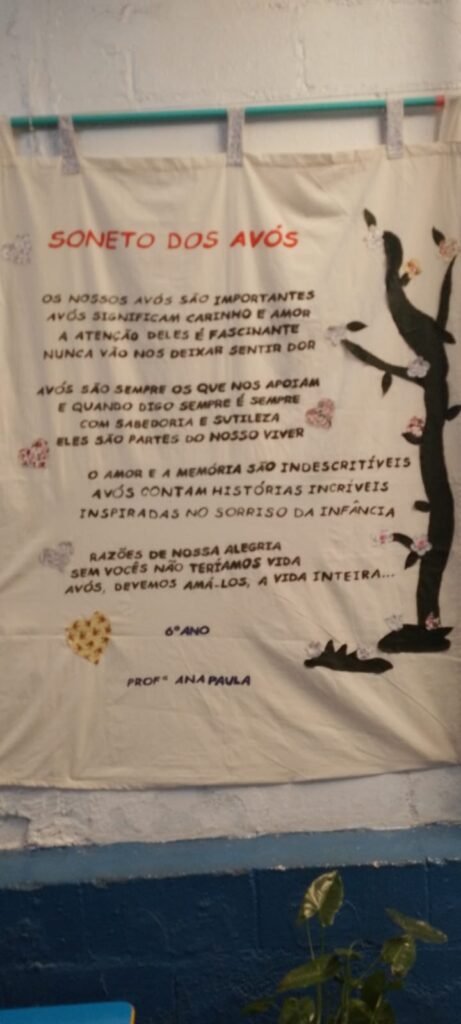 SONETO DOS AVÓS
OS NOSSOS AVÓS SÃO IMPORTANTES
AVÓS SIGNIFICAM CARINHO E AMOR
A ATENÇÃO DELES É FASCINANTE
NUNCA VÃO NOS DEIXAR SENTIR DOR
AVÓS SÃO SEMPRE OS QUE NOS APOIAM
E QUANDO DIGO SEMPRE É SEMPRE
COM SABEDORIA E SUTILEZA
ELES SÃO PARTES DO NOSSO VIVER
O AMOR E A MEMÓRIA SÃO INDESCRITÍVEIS
AVÓS CONTAM HISTÓRIAS INCRÍVEIS
INSPIRADAS NO SORRISO DA INFÂNCIA
RAZÕES DE NOSSA ALEGRIA
SEM VOCÊS NÃO TERÍAMOS VIDA
AVÓS, DEVEMOS AMÁ-LOS, A VIDA INTEIRA...
6º ANO
PROFª ANA PAULA